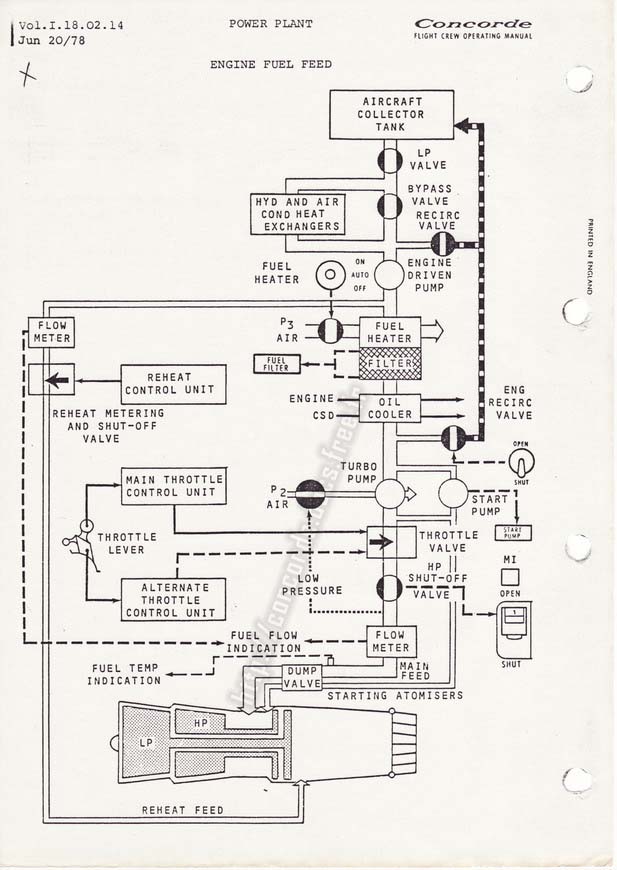 Vol.I.18.02.14
Jun 20/78
POWER PLANT
Concorde
FLIGHT CREW OPERATING MANUAL
ENGINE FUEL FEED
AIRCRAFT
COLLECTOR
TANK
LP
VALVE
BYPASS
VALVE
HYD AND AIR
COND HEAT
EXCHANGERS
RECIRC
VALVE
PRINTED IN ENGLAND
FUEL
HEATER
ON
AUTO
OFF
ENGINE
DRIVEN
PUMP
FLOW
METER
P3
AIR
FUEL
HEATER
FUEL
FILTER
FILTER
REHEAT
CONTROL UNIT
ENGINE
CSD
OIL
COOLER
ENG
RECIRC
VALVE
REHEAT METERING
AND SHUT-OFF
VALVE
OPEN
SHUT
MAIN THROTTLE
CONTROL UNIT
TURBO
PUMP
P2
AIR
START
PUMP
START
PUMP
THROTTLE
LEVER
THROTTLE
VALVE
MI
LOW
PRESSURE
HP
SHUT-OFF
VALVE
OPEN
1
SHUT
ALTERNATE
THROTTLE
CONTROL UNIT
FUEL FLOW
INDICATION
FLOW
METER
FUEL TEMP
INDICATION
DUMP
VALVE
MAIN
FEED
STARTING ATOMISERS
HP
LP
REHEAT FEED